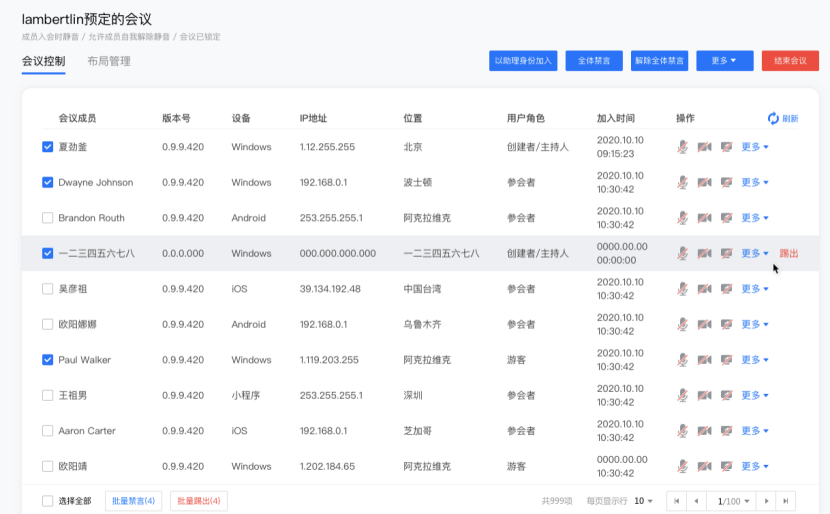 lambertlin预定的会议
成员入会时静音 / 允许成员自我解除静音 / 会议已锁定
会议控制 布局管理 以助理身份加入 全体禁言 解除全体禁言 更多 结束会议
会议成员 版本号 设备 IP地址 位置 用户角色 加入时间 操作 刷新
夏劲釜 0.9.9.420 Windows 1.12.255.255 北京 创建者/主持人 2020.10.10 09:15:23 更多
Dwayne Johnson 0.9.9.420 Windows 192.168.0.1 波士顿 参会者 2020.10.10 10:30:42 更多
Brandon Routh 0.9.9.420 Android 253.255.255.1 阿克拉维克 参会者 2020.10.10 10:30:42 更多
一二三四五六七八 0.0.0.000 Windows 000.000.000.000 一二三四五六七八 创建者/主持人 0000.00.00 00:00:00 更多 踢出
吴彦祖 0.9.9.420 iOS 39.134.192.48 中国台湾 参会者 2020.10.10 10:30:42 更多
欧阳娜娜 0.9.9.420 Android 192.168.0.1 乌鲁木齐 参会者 2020.10.10 10:30:42 更多
Paul Walker 0.9.9.420 Windows 1.119.203.255 阿克拉维克 游客 2020.10.10 10:30:42 更多
王祖男 0.9.9.420 小程序 253.255.255.1 深圳 参会者 2020.10.10 10:30:42 更多
Aaron Carter 0.9.9.420 iOS 192.168.0.1 芝加哥 参会者 2020.10.10 10:30:42 更多
欧阳靖 0.9.9.420 Windows 1.202.184.65 阿克拉维克 游客 0000.00.00 10:30:42 更多
选择全部 批量禁言(4) 批量踢出(4) 共999项 每页显示行 10 1/100